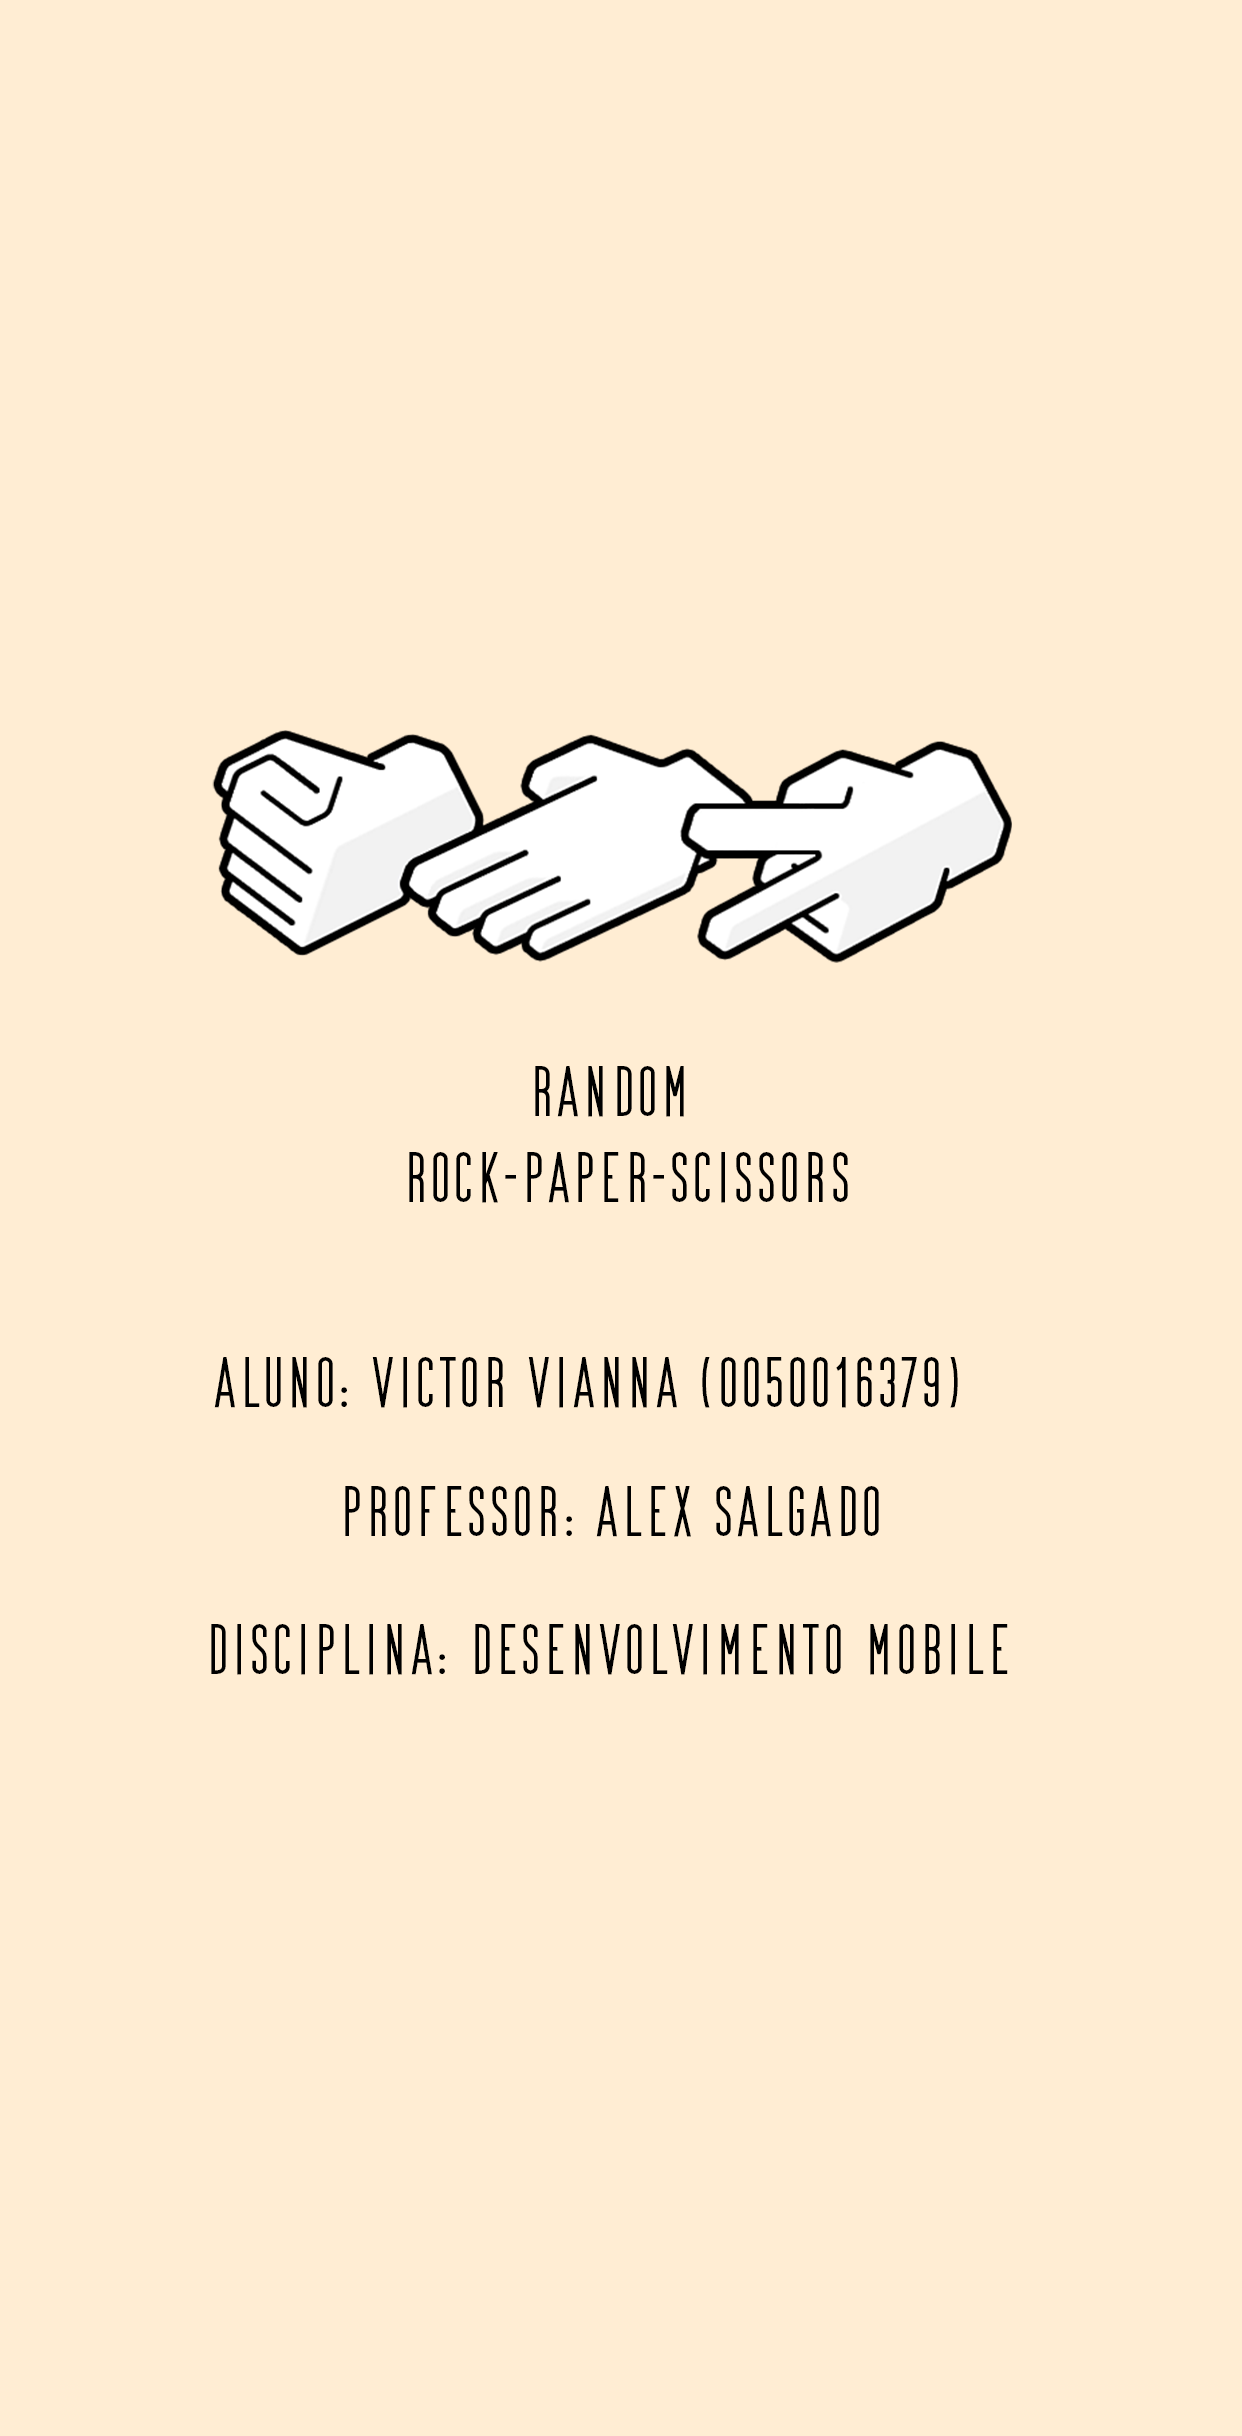 RANDOM
ROCK-PAPER-SCISSORS
ALUNO: VICTOR VIANNA (0050016379)
PROFESSOR: ALEX SALGADO
DISCIPLINA: DESENVOLVIMENTO MOBILE